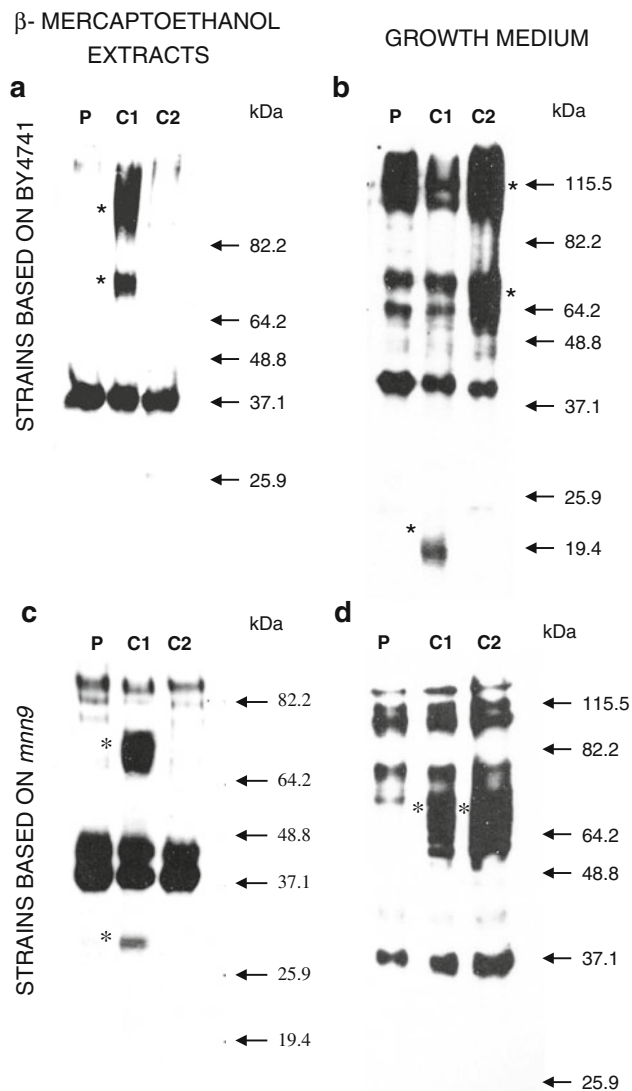 β- MERCAPTOETHANOL
EXTRACTS
GROWTH MEDIUM
STRAINS BASED ON BY4741
a
P C1 C2
kDa
*
82.2
*
64.2
48.8
37.1
25.9
b
P C1 C2
kDa
* 115.5
82.2
*
64.2
48.8
37.1
25.9
*
19.4
STRAINS BASED ON mnn9
c
P C1 C2
kDa
82.2
*
64.2
48.8
37.1
*
25.9
19.4
d
P C1 C2
kDa
115.5
82.2
* *
64.2
48.8
37.1
25.9